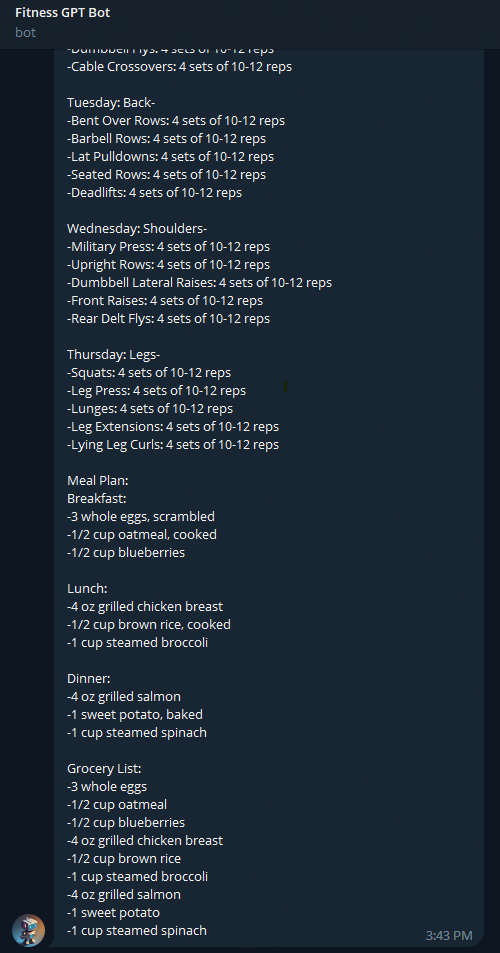 Fitness GPT Bot
bot
-Dumbbell Flys: 4 sets of 10-12 reps
-Cable Crossovers: 4 sets of 10-12 reps
Tuesday: Back-
-Bent Over Rows: 4 sets of 10-12 reps
-Barbell Rows: 4 sets of 10-12 reps
-Lat Pulldowns: 4 sets of 10-12 reps
-Seated Rows: 4 sets of 10-12 reps
-Deadlifts: 4 sets of 10-12 reps
Wednesday: Shoulders-
-Military Press: 4 sets of 10-12 reps
-Upright Rows: 4 sets of 10-12 reps
-Dumbbell Lateral Raises: 4 sets of 10-12 reps
-Front Raises: 4 sets of 10-12 reps
-Rear Delt Flys: 4 sets of 10-12 reps
Thursday: Legs-
-Squats: 4 sets of 10-12 reps
-Leg Press: 4 sets of 10-12 reps
-Lunges: 4 sets of 10-12 reps
-Leg Extensions: 4 sets of 10-12 reps
-Lying Leg Curls: 4 sets of 10-12 reps
Meal Plan:
Breakfast:
-3 whole eggs, scrambled
-1/2 cup oatmeal, cooked
-1/2 cup blueberries
Lunch:
-4 oz grilled chicken breast
-1/2 cup brown rice, cooked
-1 cup steamed broccoli
Dinner:
-4 oz grilled salmon
-1 sweet potato, baked
-1 cup steamed spinach
Grocery List:
-3 whole eggs
-1/2 cup oatmeal
-1/2 cup blueberries
-4 oz grilled chicken breast
-1/2 cup brown rice
-1 cup steamed broccoli
-4 oz grilled salmon
-1 sweet potato
-1 cup steamed spinach
3:43 PM